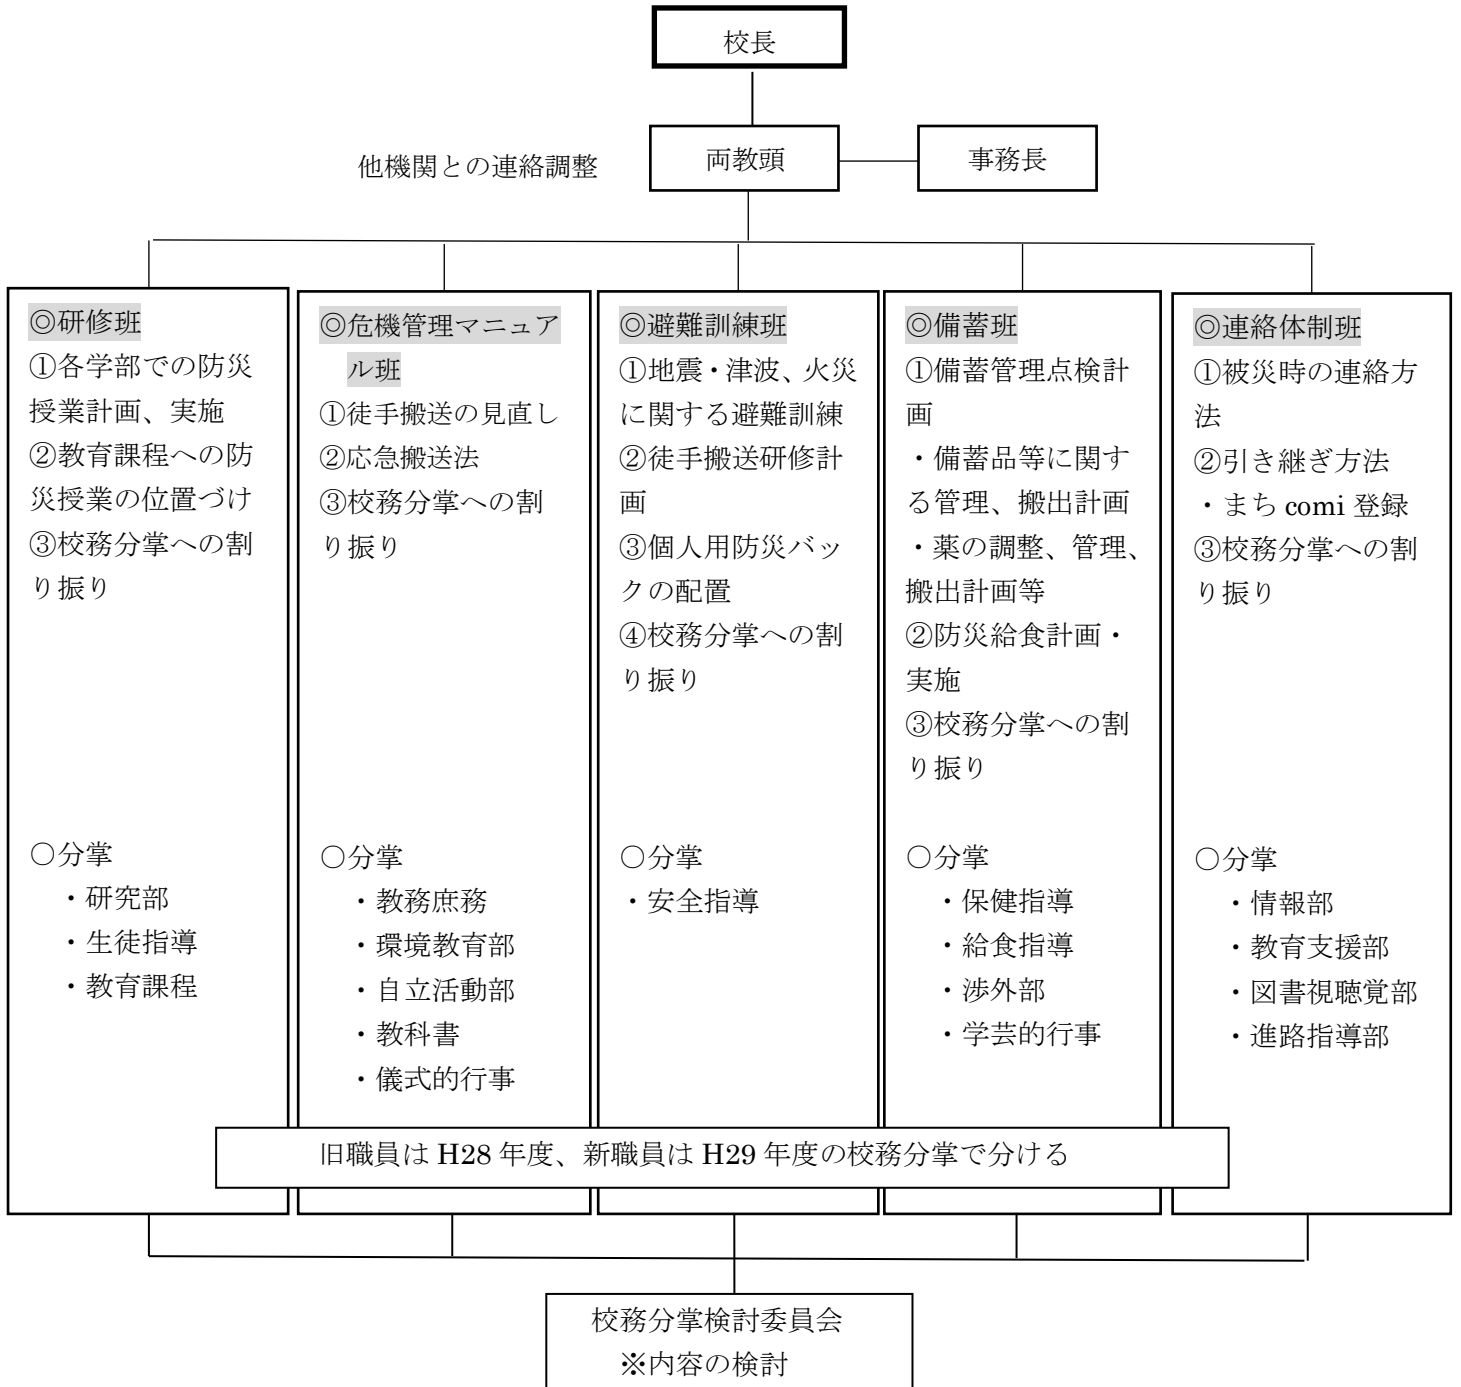 校長
他機関との連絡調整
両教頭
事務長
◎研修班
①各学部での防災
授業計画、実施
②教育課程への防
災授業の位置づけ
③校務分掌への割
り振り
〇分掌
・研究部
・生徒指導
・教育課程
◎危機管理マニュア
ル班
①徒手搬送の見直し
②応急搬送法
③校務分掌への割
り振り
〇分掌
・教務庶務
・環境教育部
・自立活動部
・教科書
・儀式的行事
◎避難訓練班
①地震・津波、火災
に関する避難訓練
②徒手搬送研修計
画
③個人用防災バッ
クの配置
④校務分掌への割
り振り
〇分掌
・安全指導
◎備蓄班
①備蓄管理点検計
画
・備蓄品等に関す
る管理、搬出計画
・薬の調整、管理、
搬出計画等
②防災給食計画・
実施
③校務分掌への割
り振り
〇分掌
・保健指導
・給食指導
・渉外部
・学芸的行事
◎連絡体制班
①被災時の連絡方
法
②引き継ぎ方法
・まち comi 登録
③校務分掌への割
り振り
〇分掌
・情報部
・教育支援部
・図書視聴覚部
・進路指導部
旧職員は H28 年度、新職員は H29 年度の校務分掌で分ける
校務分掌検討委員会
※内容の検討